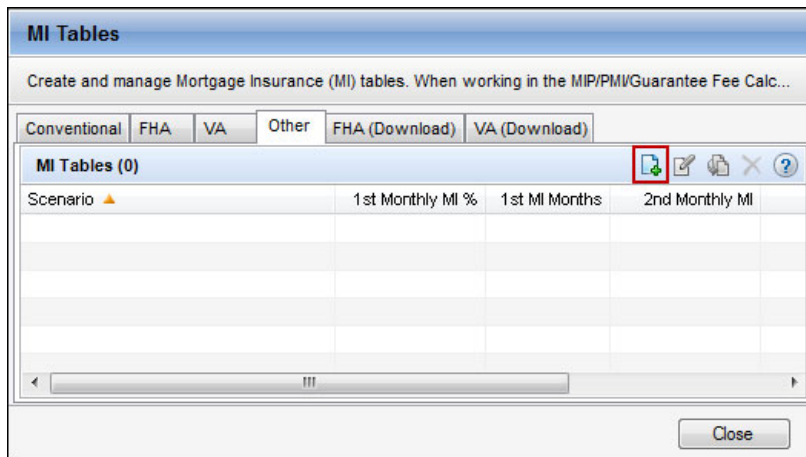 MI Tables
Create and manage Mortgage Insurance (MI) tables. When working in the MIP/PMI/Guarantee Fee Calc...
Conventional FHA VA Other FHA (Download) VA (Download)
MI Tables (0)
Scenario 1st Monthly MI % 1st MI Months 2nd Monthly MI
Close